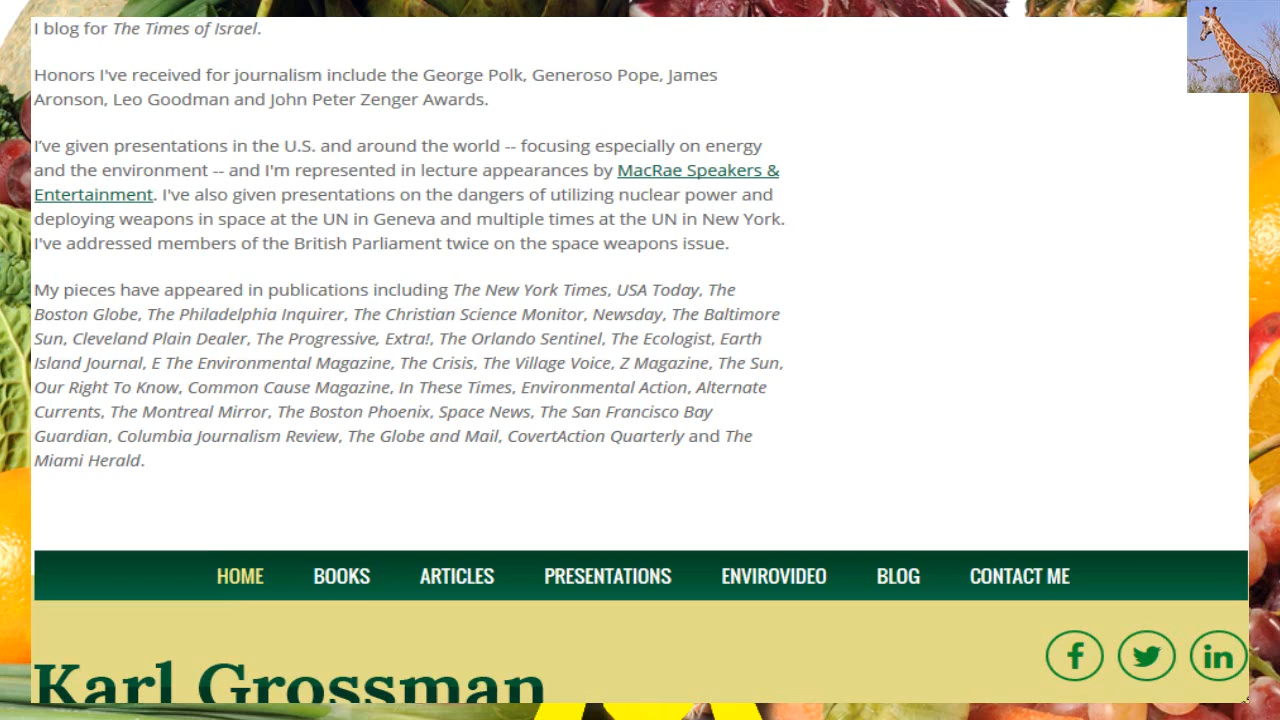 I blog for The Times of Israel.
Honors I've received for journalism include the George Polk, Generoso Pope, James
Aronson, Leo Goodman and John Peter Zenger Awards.
I’ve given presentations in the U.S. and around the world -- focusing especially on energy
and the environment -- and I'm represented in lecture appearances by MacRae Speakers &
Entertainment. I've also given presentations on the dangers of utilizing nuclear power and
deploying weapons in space at the UN in Geneva and multiple times at the UN in New York.
I've addressed members of the British Parliament twice on the space weapons issue.
My pieces have appeared in publications including The New York Times, USA Today, The
Boston Globe, The Philadelphia Inquirer, The Christian Science Monitor, Newsday, The Baltimore
Sun, Cleveland Plain Dealer, The Progressive, Extra!, The Orlando Sentinel, The Ecologist, Earth
Island Journal, E The Environmental Magazine, The Crisis, The Village Voice, Z Magazine, The Sun,
Our Right To Know, Common Cause Magazine, In These Times, Environmental Action, Alternate
Currents, The Montreal Mirror, The Boston Phoenix, Space News, The San Francisco Bay
Guardian, Columbia Journalism Review, The Globe and Mail, CovertAction Quarterly and The
Miami Herald.
HOME BOOKS ARTICLES PRESENTATIONS ENVIROVIDEO BLOG CONTACT ME
Karl Grossman